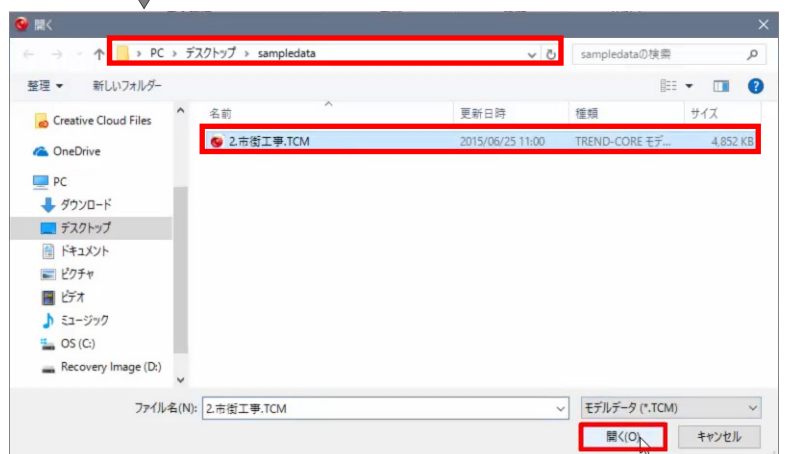 開く
PC › デスクトップ › sampledata
sampledataの検索
整理 新しいフォルダー
名前 更新日時 種類 サイズ
2.市街工事.TCM 2015/06/25 11:00 TREND-CORE モデ... 4,852 KB
Creative Cloud Files
OneDrive
PC
ダウンロード
デスクトップ
ドキュメント
ピクチャ
ビデオ
ミュージック
OS (C:)
Recovery Image (D:)
ファイル名(N): 2.市街工事.TCM
モデルデータ (*.TCM)
開く(O) キャンセル